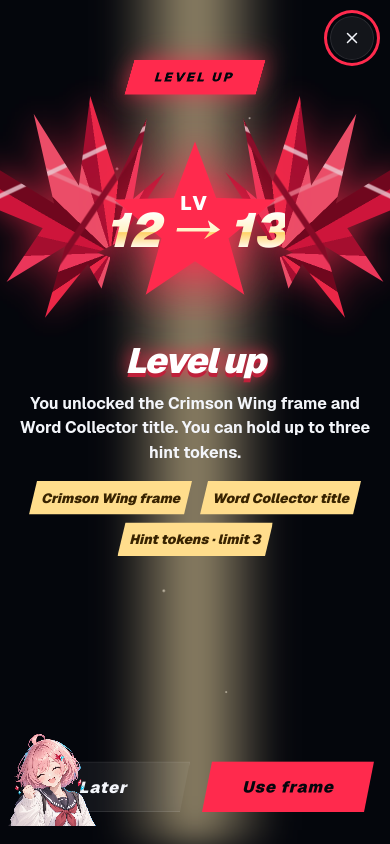 LEVEL UP
LV
12 → 13
Level up
You unlocked the Crimson Wing frame and
Word Collector title. You can hold up to three
hint tokens.
Crimson Wing frame
Word Collector title
Hint tokens · limit 3
Later
Use frame